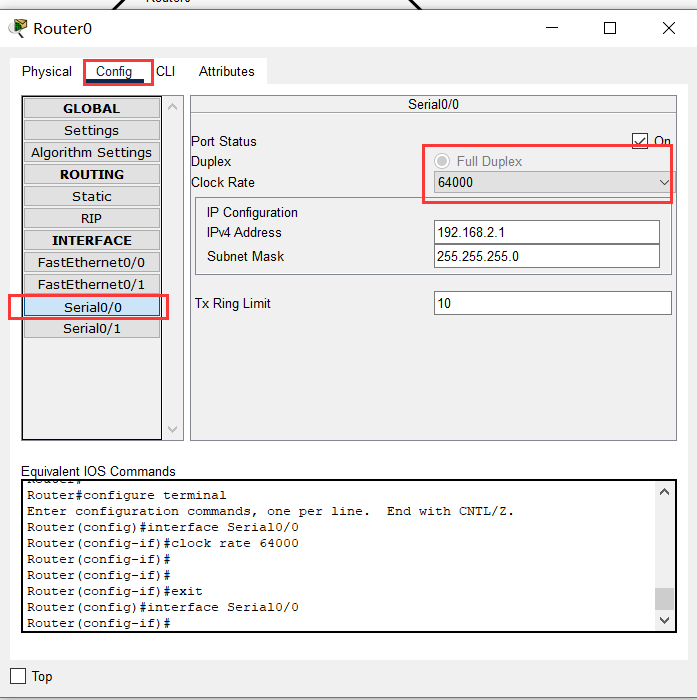 Router0
Physical Config CLI Attributes
GLOBAL
Settings
Algorithm Settings
ROUTING
Static
RIP
INTERFACE
FastEthernet0/0
FastEthernet0/1
Serial0/0
Serial0/1
Serial0/0
Port Status On
Duplex Full Duplex
Clock Rate 64000
IP Configuration
IPv4 Address 192.168.2.1
Subnet Mask 255.255.255.0
Tx Ring Limit 10
Equivalent IOS Commands
Router#configure terminal
Enter configuration commands, one per line. End with CNTL/Z.
Router(config)#interface Serial0/0
Router(config-if)#clock rate 64000
Router(config-if)#
Router(config-if)#
Router(config-if)#exit
Router(config)#interface Serial0/0
Router(config-if)#
Top